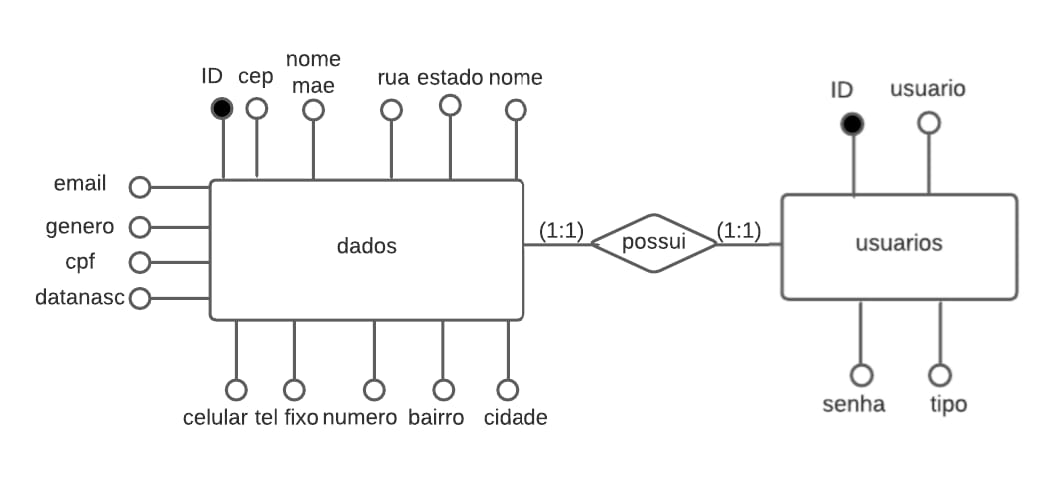 nome
ID cep mae rua estado nome
ID usuario
email
genero
cpf
datanasc
dados
(1:1) possui (1:1)
usuarios
celular tel fixo numero bairro cidade
senha tipo